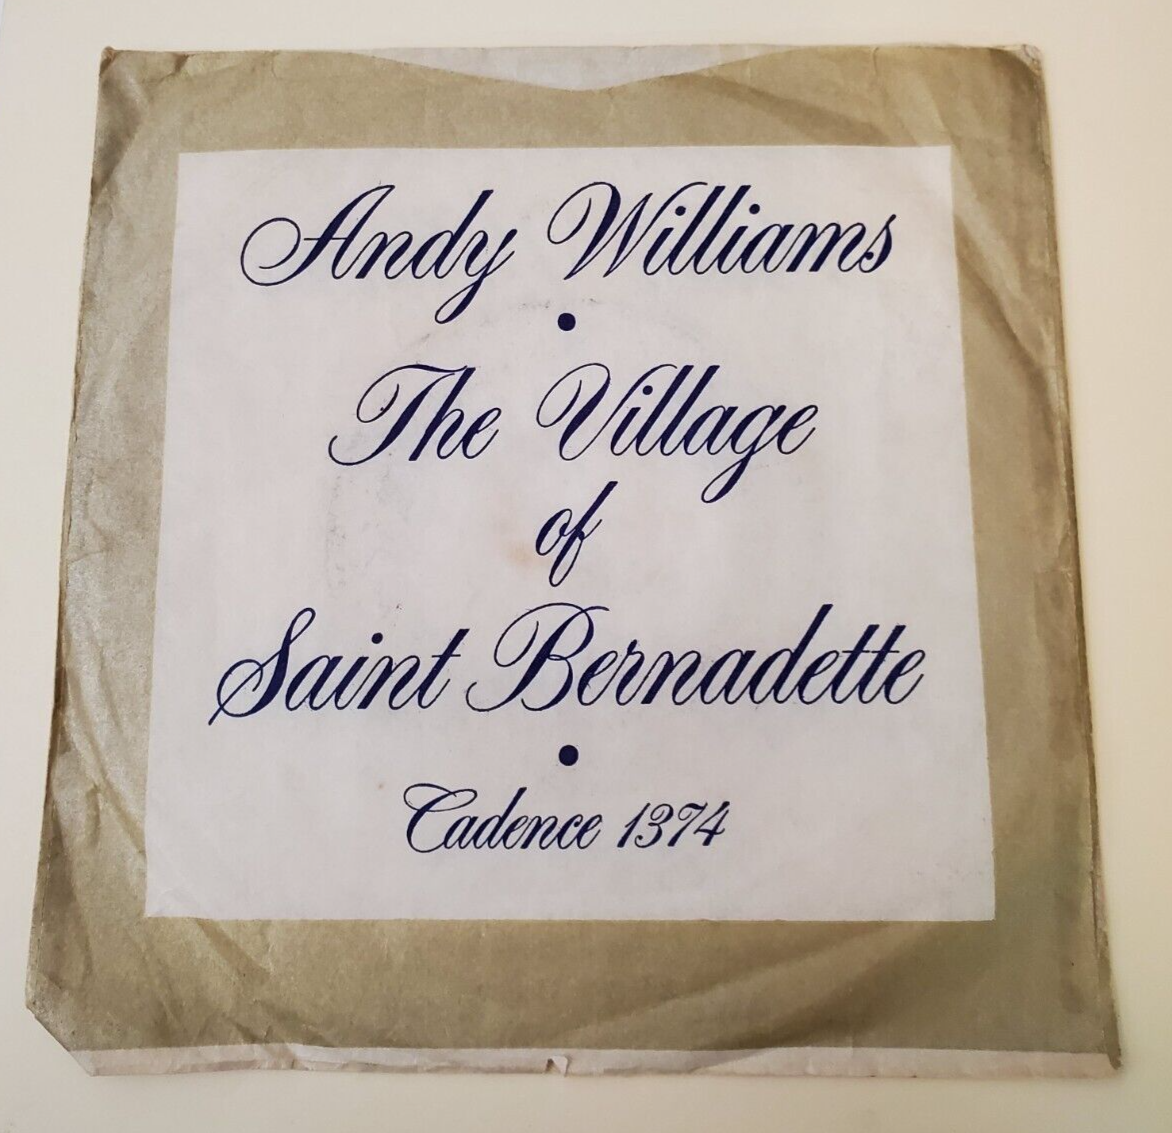 Andy Williams
•
The Village
of
Saint Bernadette
•
Cadence 1374